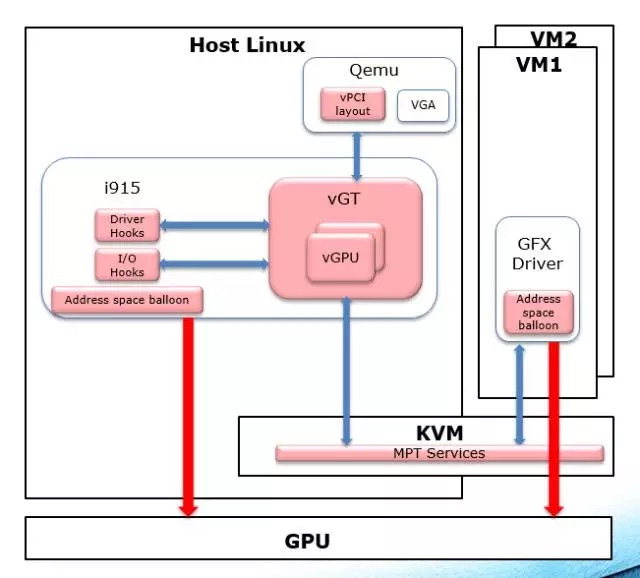 Host Linux
VM2
VM1
Qemu
vPCI
layout
VGA
i915
vGT
Driver
Hooks
I/O
Hooks
vGPU
Address space balloon
GFX
Driver
Address
space
balloon
KVM
MPT Services
GPU